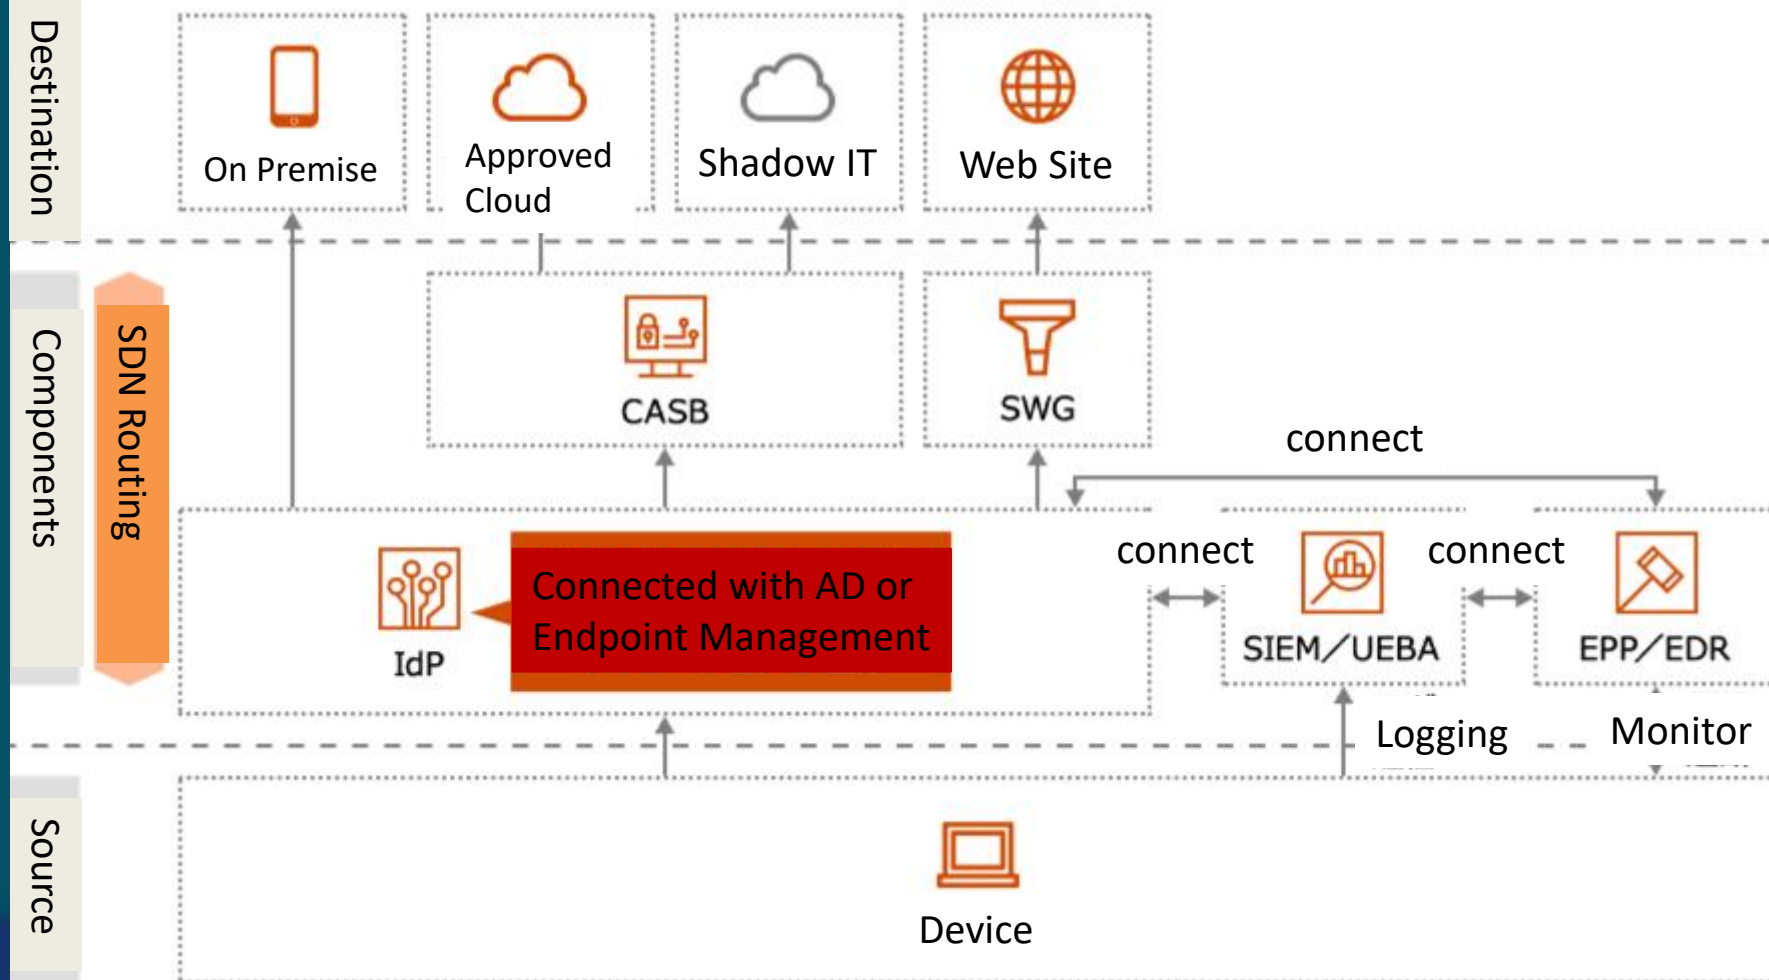 Destination
On Premise
Approved
Cloud
Shadow IT
Web Site
Components
SDN Routing
CASB
SWG
connect
IdP
Connected with AD or
Endpoint Management
connect
SIEM/UEBA
connect
EPP/EDR
Logging
Monitor
Source
Device